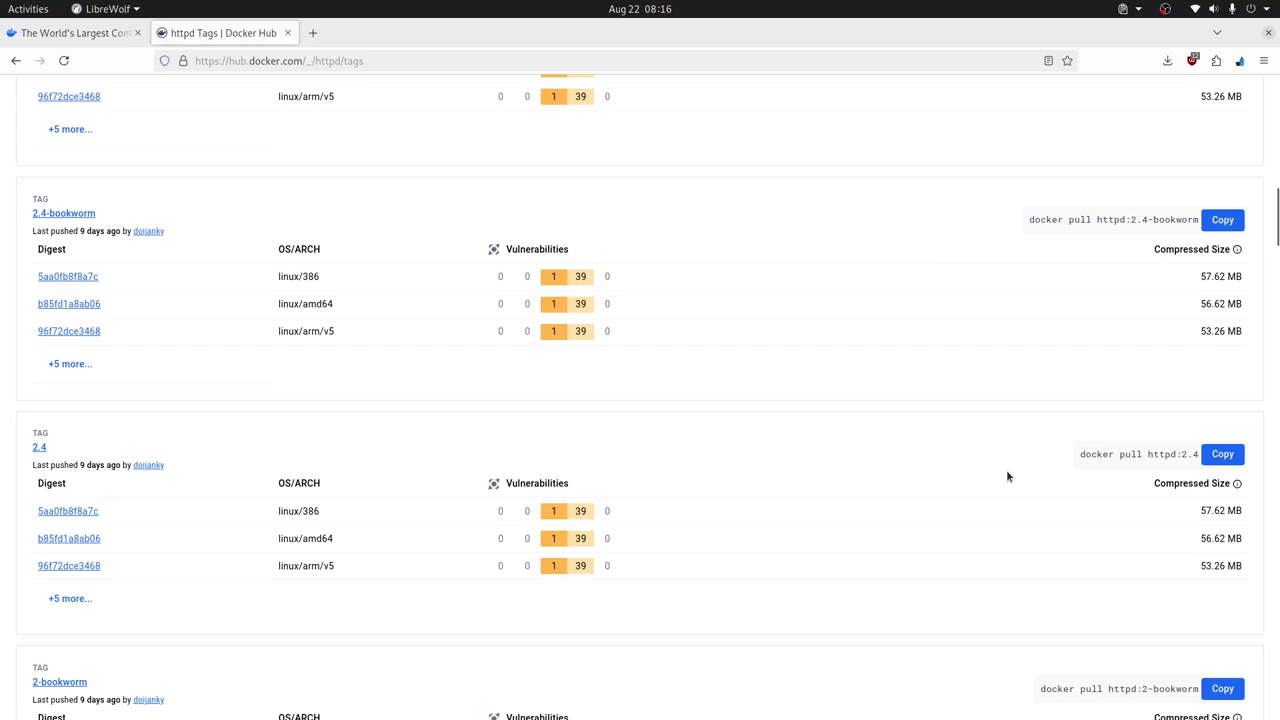 Activities LibreWolf Aug 22 08:16
The World's Largest Con httpd Tags | Docker Hub
https://hub.docker.com/_/httpd/tags
96f72dce3468 linux/arm/v5 0 0 1 39 0 53.26 MB
+5 more...
TAG
2.4-bookworm docker pull httpd:2.4-bookworm Copy
Last pushed 9 days ago by doijanky
Digest OS/ARCH Vulnerabilities Compressed Size
5aa0fb8f8a7c linux/386 0 0 1 39 0 57.62 MB
b85fd1a8ab06 linux/amd64 0 0 1 39 0 56.62 MB
96f72dce3468 linux/arm/v5 0 0 1 39 0 53.26 MB
+5 more...
TAG
2.4 docker pull httpd:2.4 Copy
Last pushed 9 days ago by doijanky
Digest OS/ARCH Vulnerabilities Compressed Size
5aa0fb8f8a7c linux/386 0 0 1 39 0 57.62 MB
b85fd1a8ab06 linux/amd64 0 0 1 39 0 56.62 MB
96f72dce3468 linux/arm/v5 0 0 1 39 0 53.26 MB
+5 more...
TAG
2-bookworm docker pull httpd:2-bookworm Copy
Last pushed 9 days ago by doijanky
Digest OS/ARCH Vulnerabilities Compressed Size